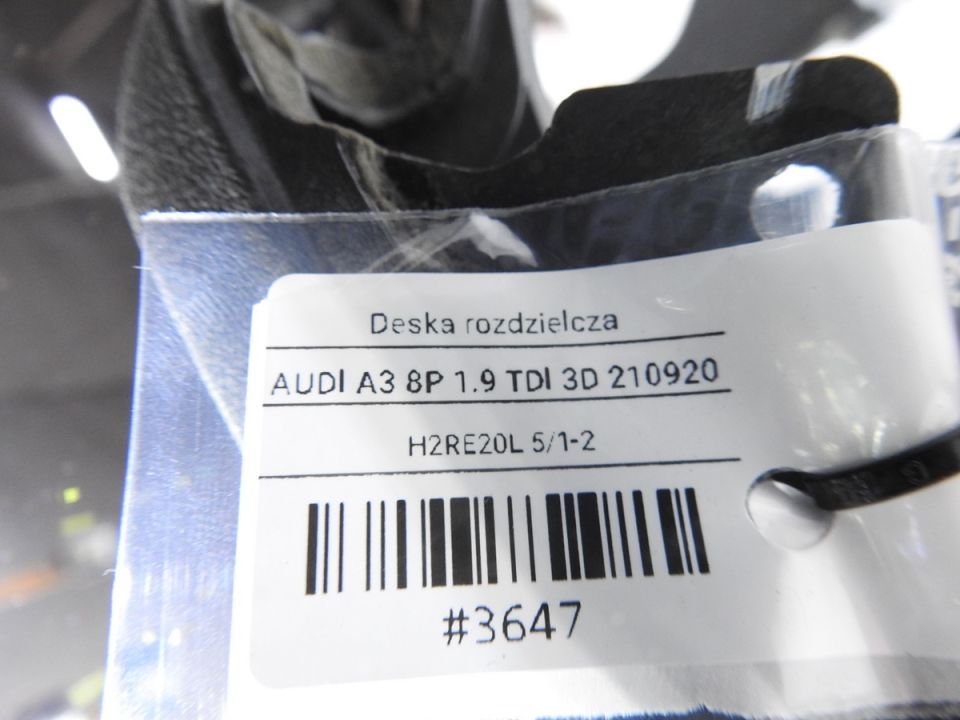 Deska rozdzielcza
AUDI A3 8P 1.9 TDI 3D 210920
H2RE20L 5/1-2
#3647